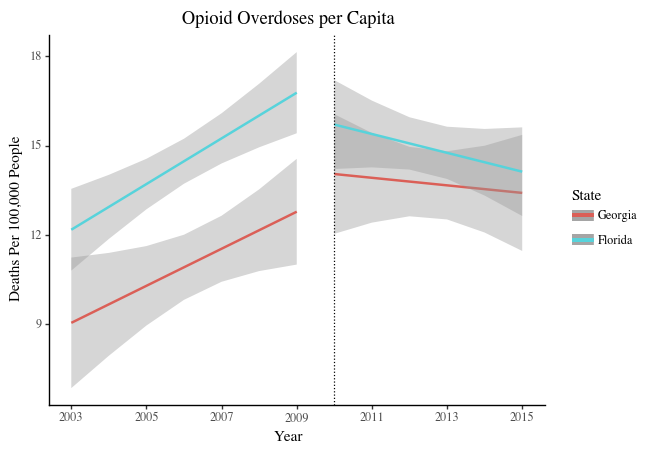 Opioid Overdoses per Capita
Deaths Per 100,000 People
18
15
12
9
2003 2005 2007 2009 2011 2013 2015
Year
State
Georgia
Florida